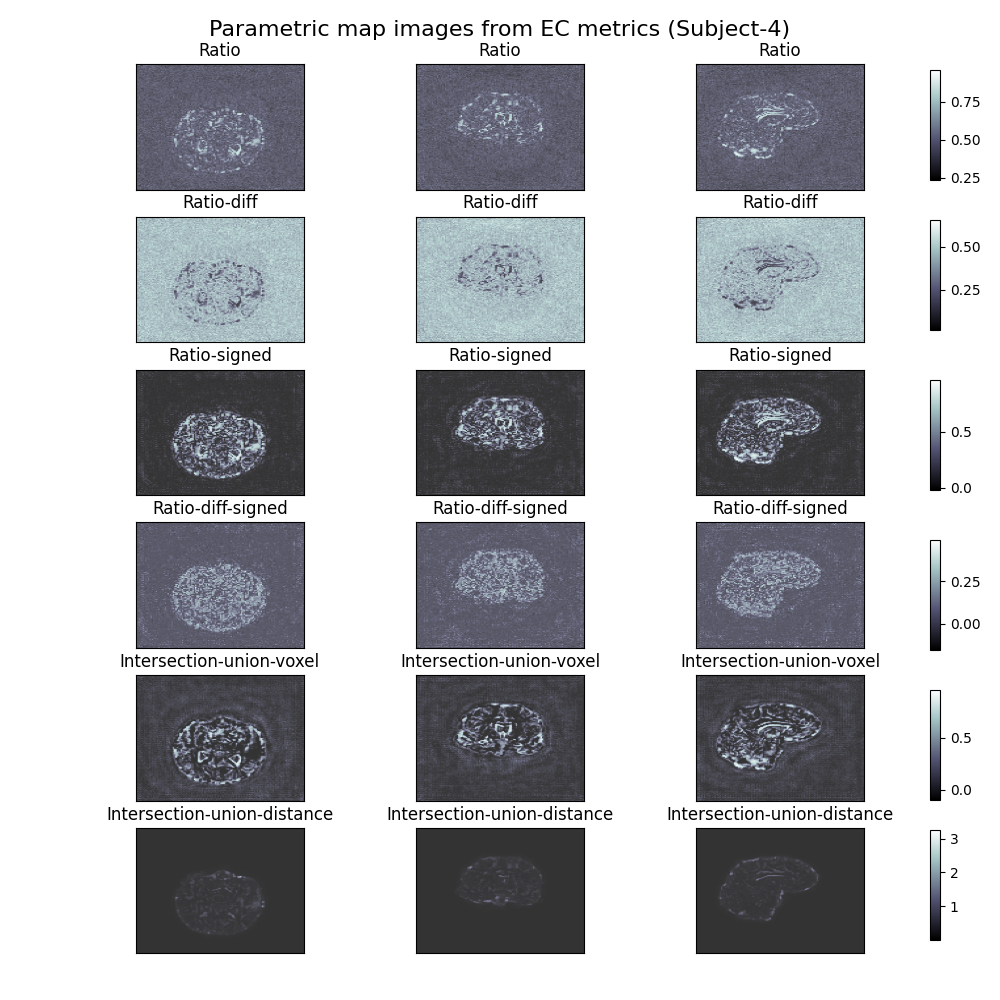 Parametric map images from EC metrics (Subject-4)
Ratio Ratio Ratio
0.75
0.50
0.25
Ratio-diff Ratio-diff Ratio-diff
0.50
0.25
Ratio-signed Ratio-signed Ratio-signed
0.5
0.0
Ratio-diff-signed Ratio-diff-signed Ratio-diff-signed
0.25
0.00
Intersection-union-voxel Intersection-union-voxel Intersection-union-voxel
0.5
0.0
Intersection-union-distance Intersection-union-distance Intersection-union-distance
3
2
1